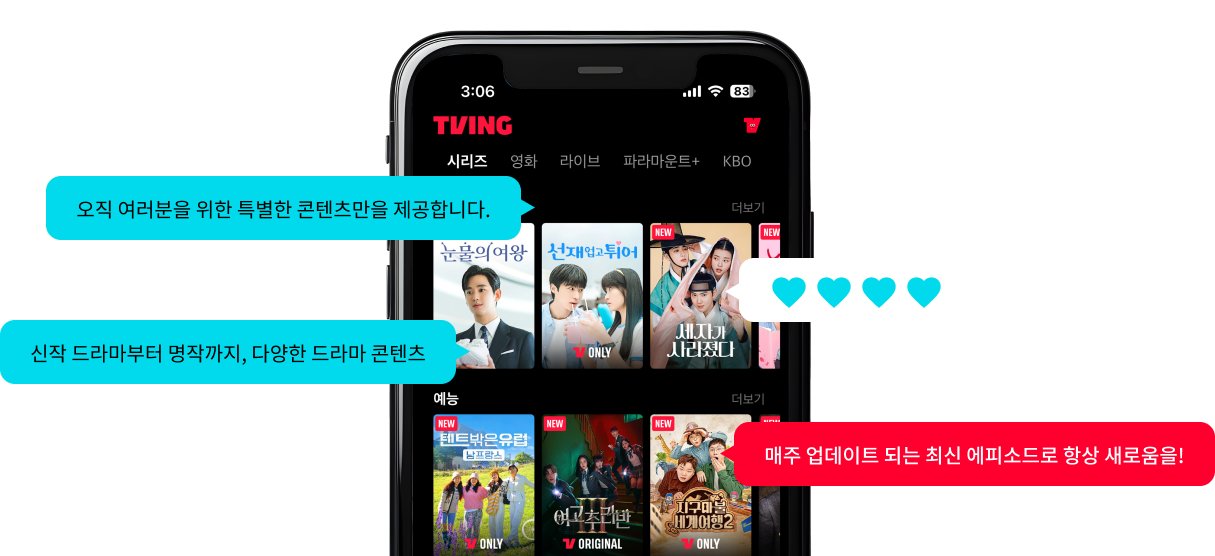 3:06
83
TVING
시리즈 영화 라이브 파라마운트+ KBO
오직 여러분을 위한 특별한 콘텐츠만을 제공합니다.
더보기
눈물의 여왕
선재 업고 튀어
ONLY
NEW
세자가
사라졌다
NEW
신작 드라마부터 명작까지, 다양한 드라마 콘텐츠
예능
더보기
NEW
텐트 밖은 유럽
남프랑스
ONLY
NEW
여고추리반
III
ORIGINAL
NEW
지구마불
세계여행2
ONLY
매주 업데이트 되는 최신 에피소드로 항상 새로움을!